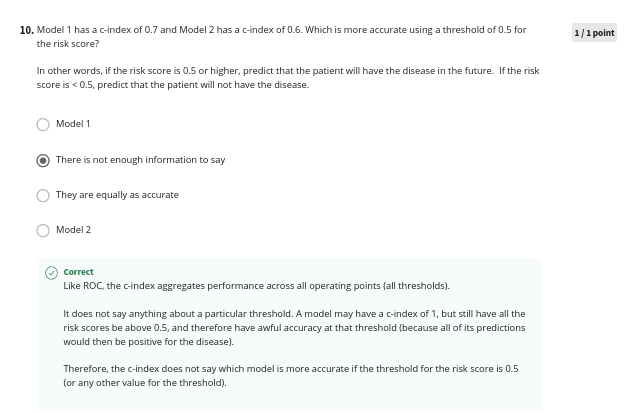 10. Model 1 has a c-index of 0.7 and Model 2 has a c-index of 0.6. Which is more accurate using a threshold of 0.5 for
the risk score?
1 / 1 point
In other words, if the risk score is 0.5 or higher, predict that the patient will have the disease in the future. If the risk
score is < 0.5, predict that the patient will not have the disease.
Model 1
There is not enough information to say
They are equally as accurate
Model 2
Correct
Like ROC, the c-index aggregates performance across all operating points (all thresholds).
It does not say anything about a particular threshold. A model may have a c-index of 1, but still have all the
risk scores be above 0.5, and therefore have awful accuracy at that threshold (because all of its predictions
would then be positive for the disease).
Therefore, the c-index does not say which model is more accurate if the threshold for the risk score is 0.5
(or any other value for the threshold).